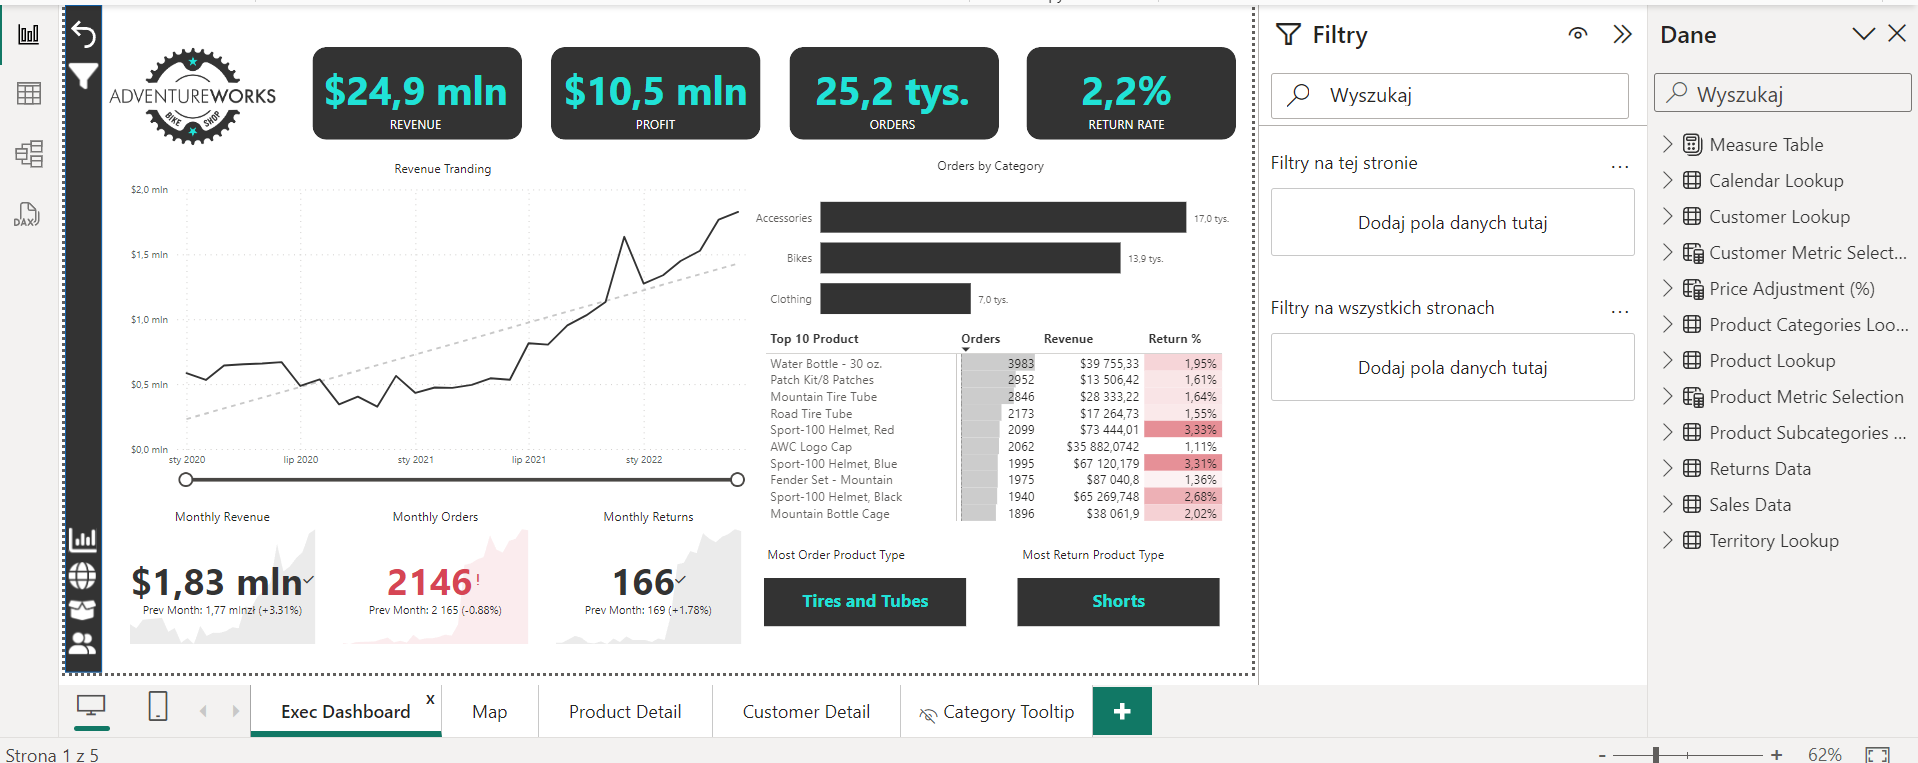 ADVENTUREWORKS
BIKE SHOP
$24,9 mln
REVENUE
$10,5 mln
PROFIT
25,2 tys.
ORDERS
2,2%
RETURN RATE
Revenue Tranding
$2,0 mln
$1,5 mln
$1,0 mln
$0,5 mln
$0,0 mln
sty 2020 lip 2020 sty 2021 lip 2021 sty 2022
Orders by Category
Accessories 17,0 tys.
Bikes 13,9 tys.
Clothing 7,0 tys.
Top 10 Product Orders Revenue Return %
Water Bottle - 30 oz. 3983 $39 755,33 1,95%
Patch Kit/8 Patches 2952 $13 506,42 1,61%
Mountain Tire Tube 2846 $28 333,22 1,64%
Road Tire Tube 2173 $17 264,73 1,55%
Sport-100 Helmet, Red 2099 $73 444,01 3,33%
AWC Logo Cap 2062 $35 882,0742 1,11%
Sport-100 Helmet, Blue 1995 $67 120,179 3,31%
Fender Set - Mountain 1975 $87 040,8 1,36%
Sport-100 Helmet, Black 1940 $65 269,748 2,68%
Mountain Bottle Cage 1896 $38 061,9 2,02%
Monthly Revenue
$1,83 mln
Prev Month: 1,77 mlnzł (+3.31%)
Monthly Orders
2146!
Prev Month: 2 165 (-0.88%)
Monthly Returns
166
Prev Month: 169 (+1.78%)
Most Order Product Type
Tires and Tubes
Most Return Product Type
Shorts
Filtry
Wyszukaj
Filtry na tej stronie ...
Dodaj pola danych tutaj
Filtry na wszystkich stronach ...
Dodaj pola danych tutaj
Dane
Wyszukaj
Measure Table
Calendar Lookup
Customer Lookup
Customer Metric Select...
Price Adjustment (%)
Product Categories Loo...
Product Lookup
Product Metric Selection
Product Subcategories ...
Returns Data
Sales Data
Territory Lookup
DAX
Exec Dashboard x
Map
Product Detail
Customer Detail
Category Tooltip
+
Strona 1 z 5
- + 62%